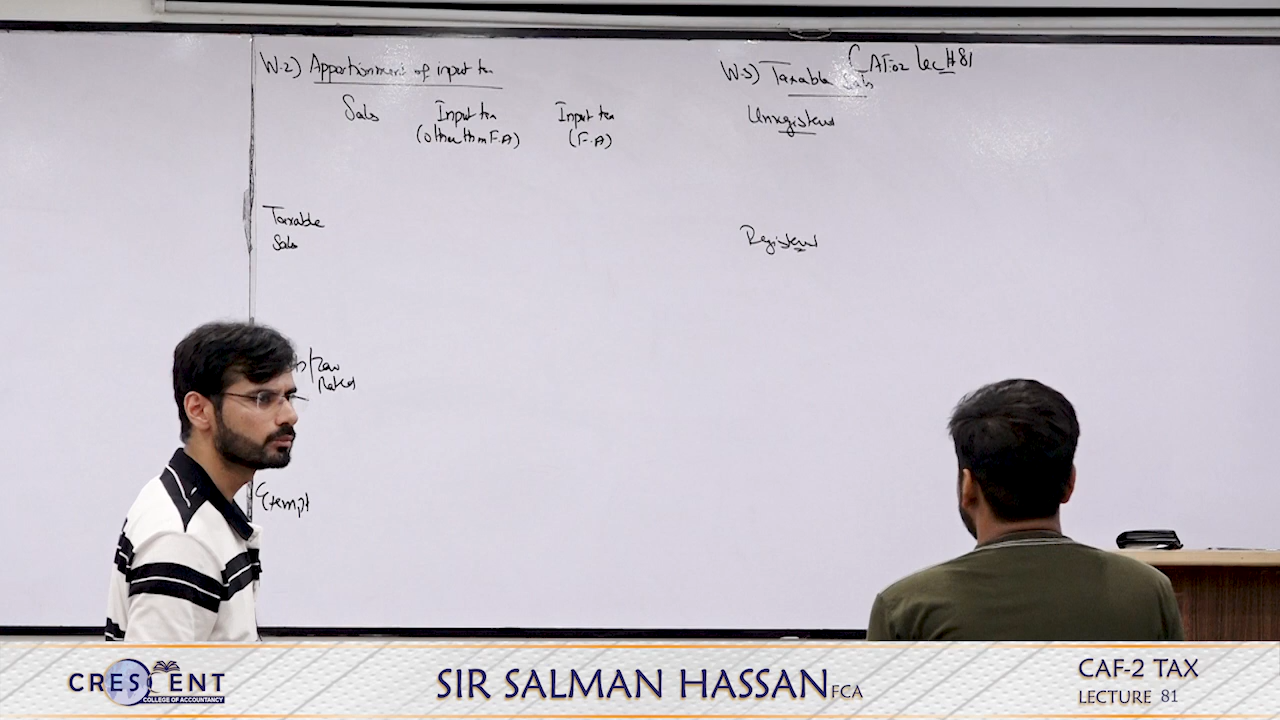 W-2) Apportionment of input tax
Sales
Input tax
(Other than F.A)
Input tax
(F.A)
Taxable
Sales
Rates
Exempt
CAF-02 Lec # 81
W-3) Taxable Sales
Unregistered
Registered
CRESCENT
COLLEGE OF ACCOUNTANCY
SIR SALMAN HASSAN FCA
CAF-2 TAX
LECTURE 81